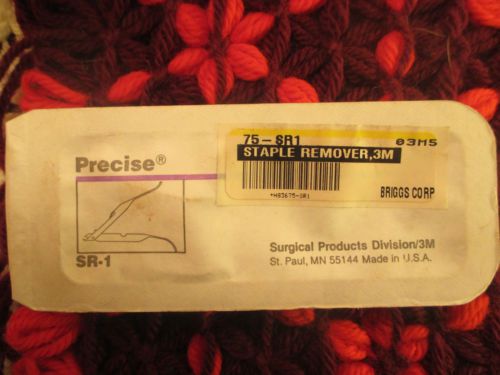 75-SR1 03MS
STAPLE REMOVER,3M
BRIGGS CORP
Precise®
SR-1
Surgical Products Division/3M
St. Paul, MN 55144 Made in U.S.A.